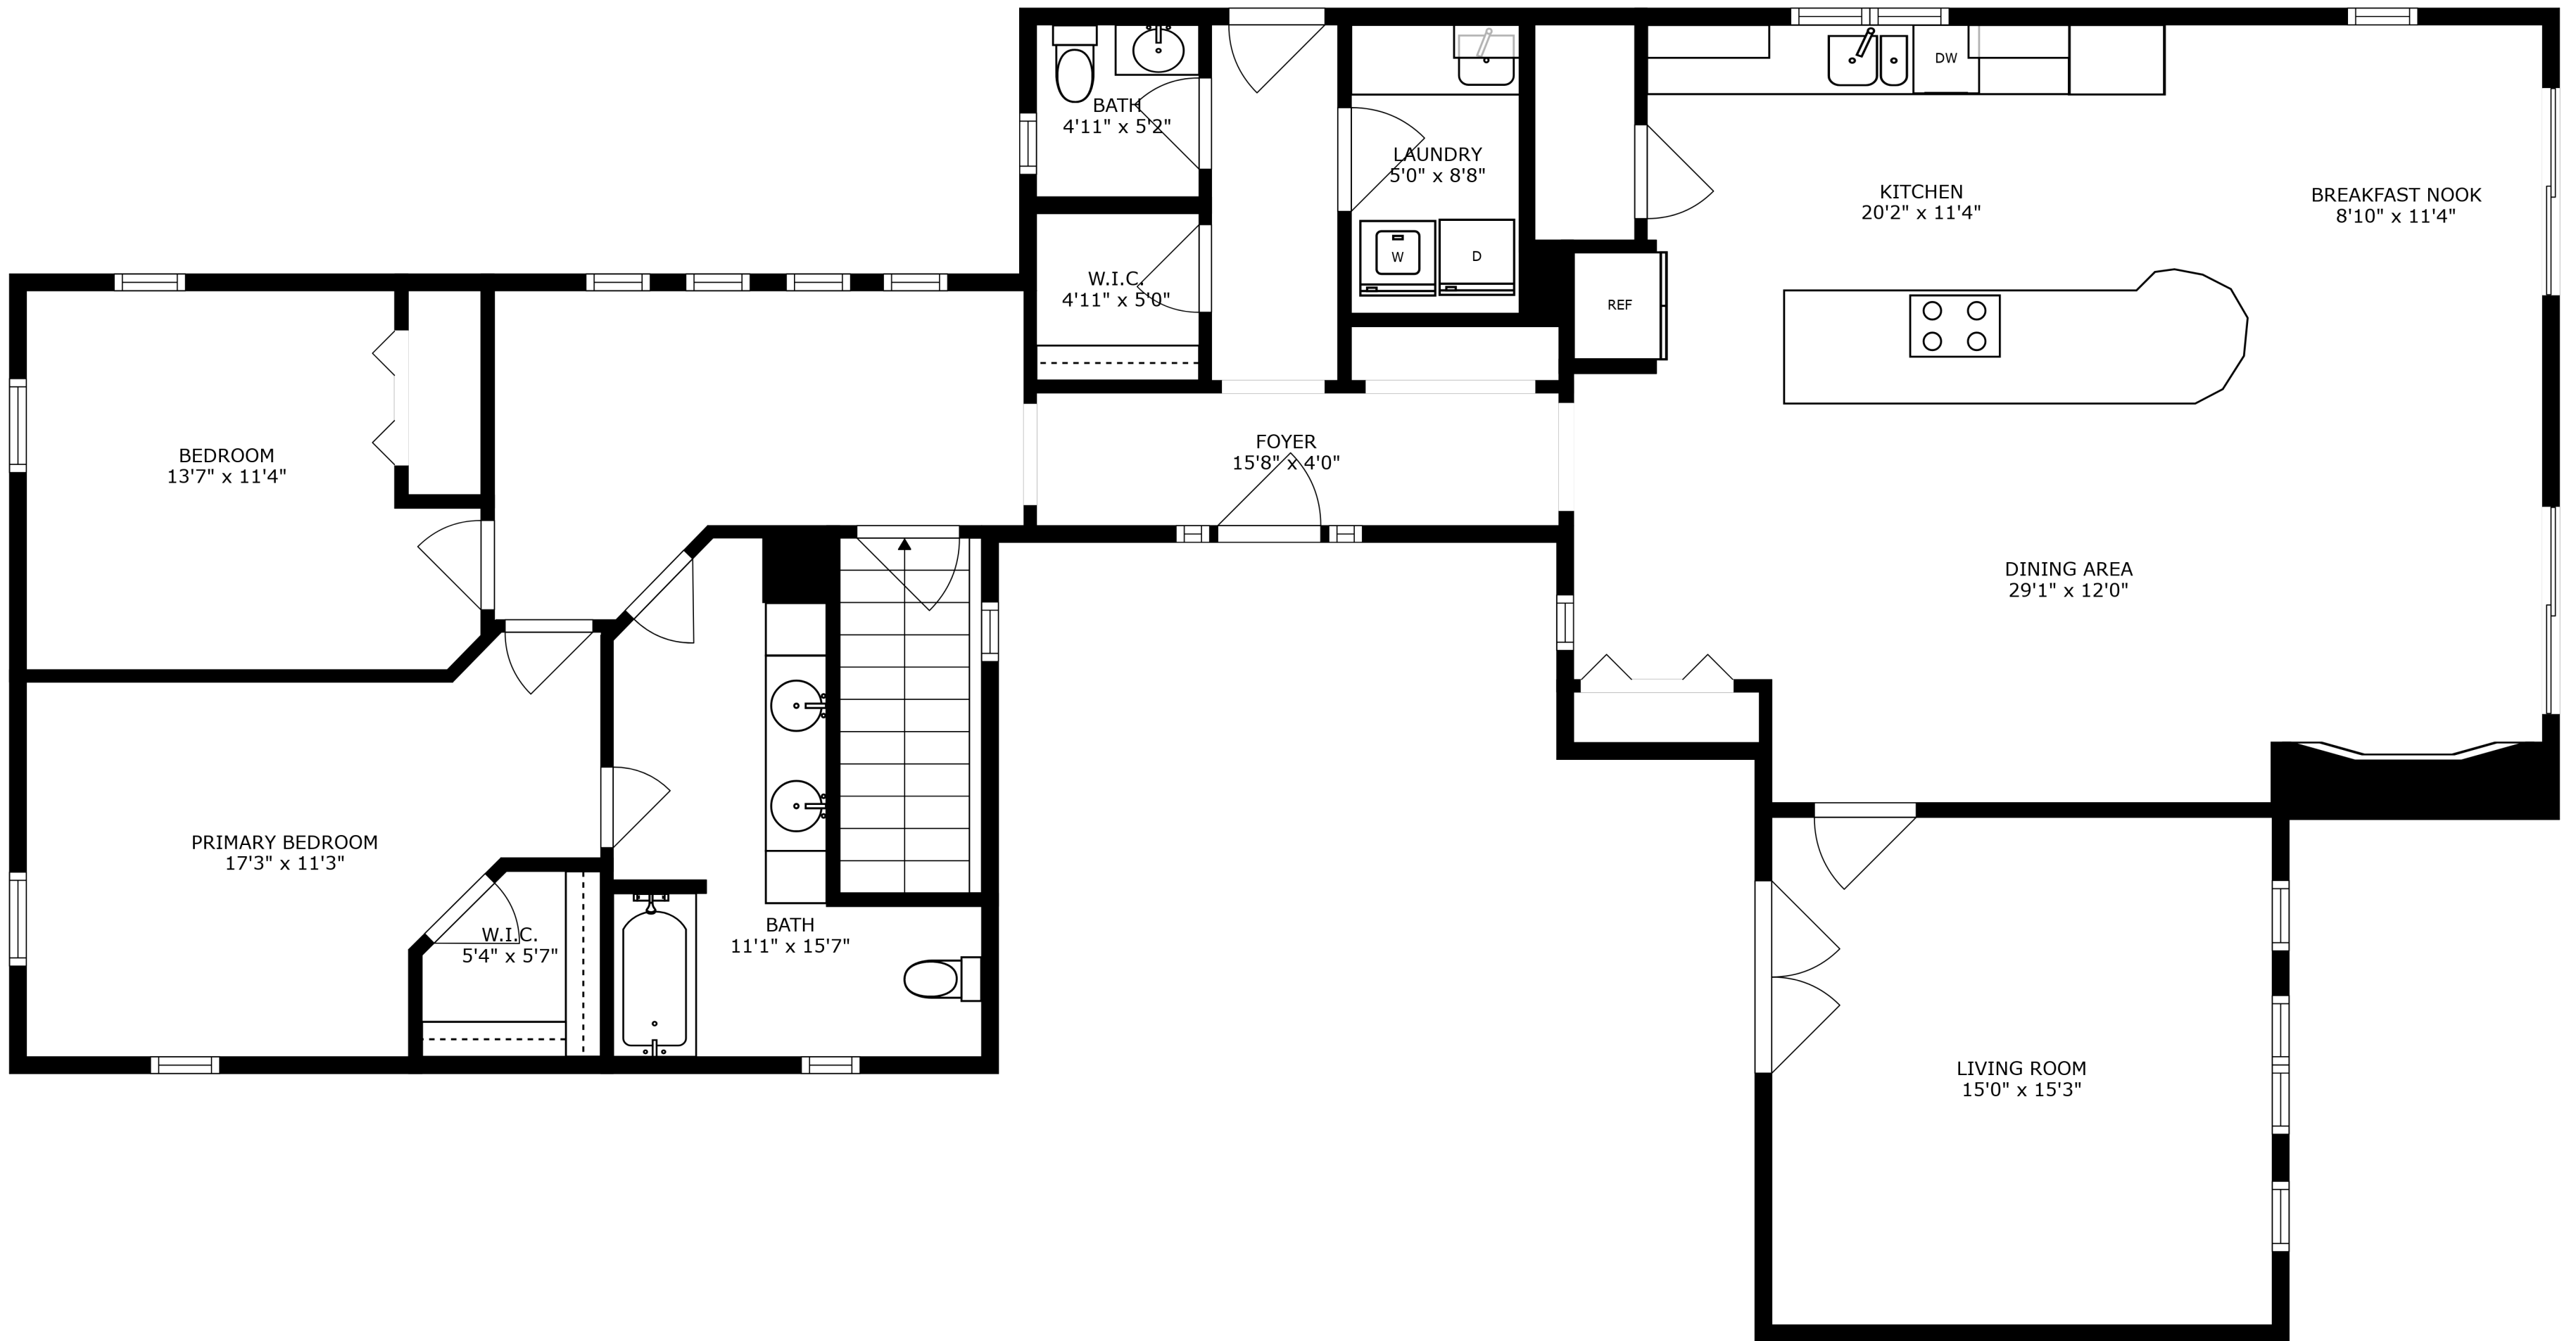 BATH
4'11" x 5'2"
DW
LAUNDRY
5'0" x 8'8"
KITCHEN
20'2" x 11'4"
BREAKFAST NOOK
8'10" x 11'4"
W
D
W.I.C.
4'11" x 5'0"
REF
BEDROOM
13'7" x 11'4"
FOYER
15'8" x 4'0"
DINING AREA
29'1" x 12'0"
PRIMARY BEDROOM
17'3" x 11'3"
W.I.C.
5'4" x 5'7"
BATH
11'1" x 15'7"
LIVING ROOM
15'0" x 15'3"